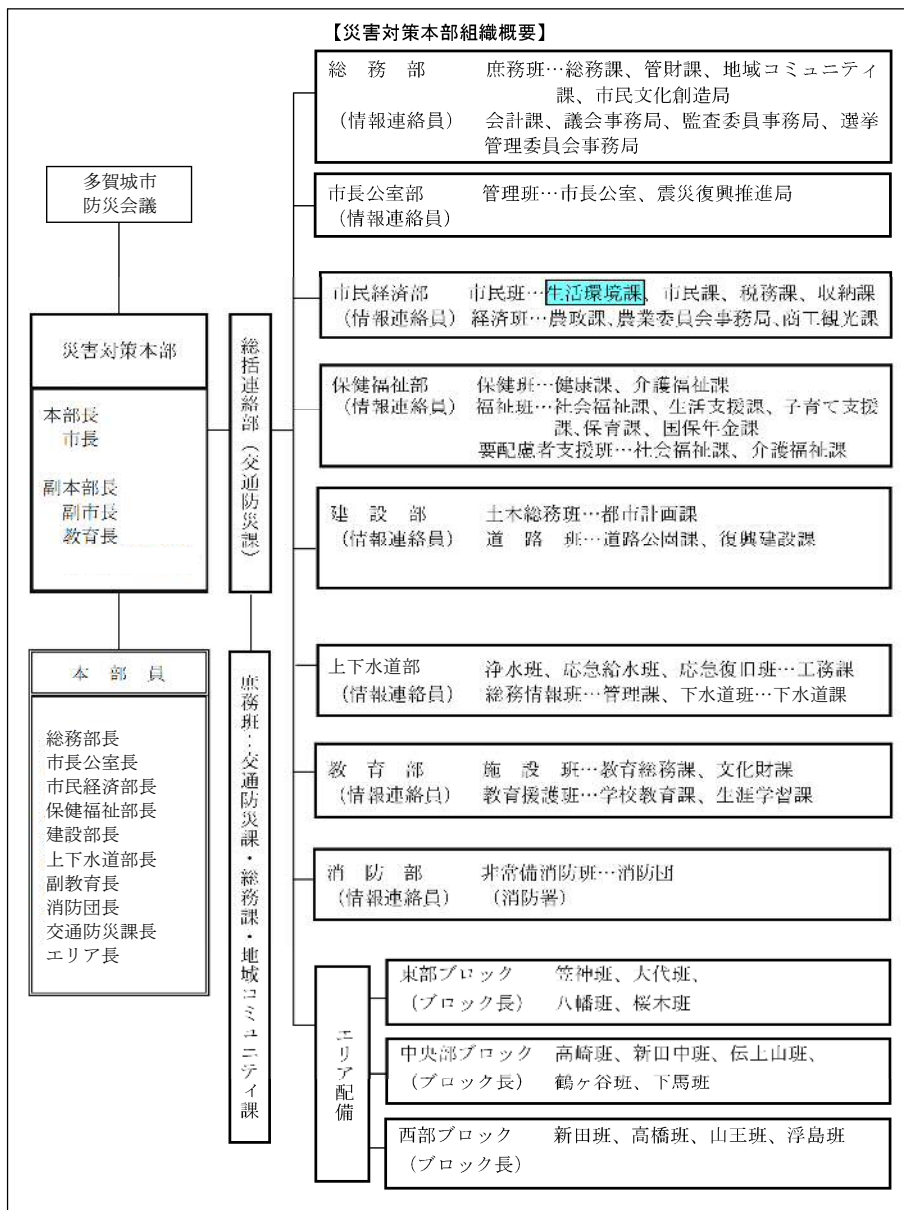 【災害対策本部組織概要】
総務部　庶務班…総務課、管財課、地域コミュニティ
課、市民文化創造局
（情報連絡員）　会計課、議会事務局、監査委員事務局、選挙
管理委員会事務局
多賀城市
防災会議
市長公室部　管理班…市長公室、震災復興推進局
（情報連絡員）
市民経済部　市民班…生活環境課、市民課、税務課、収納課
（情報連絡員）　経済班…農政課、農業委員会事務局、商工観光課
災害対策本部
本部長
市長
副本部長
副市長
教育長
総括連絡部（交通防災課）
保健福祉部　保健班…健康課、介護福祉課
（情報連絡員）　福祉班…社会福祉課、生活支援課、子育て支援
課、保育課、国保年金課
要配慮者支援班…社会福祉課、介護福祉課
建設部　土木総務班…都市計画課
（情報連絡員）　道路班…道路公園課、復興建設課
本部員
総務部長
市長公室長
市民経済部長
保健福祉部長
建設部長
上下水道部長
副教育長
消防団長
交通防災課長
エリア長
庶務班…交通防災課・総務課・地域コミュニティ課
上下水道部　浄水班、応急給水班、応急復旧班…工務課
（情報連絡員）　総務情報班…管理課、下水道班…下水道課
教育部　施設班…教育総務課、文化財課
（情報連絡員）　教育援護班…学校教育課、生涯学習課
消防部　非常備消防班…消防団
（情報連絡員）　（消防署）
エリア配備
東部ブロック　笠神班、大代班、
（ブロック長）　八幡班、桜木班
中央部ブロック　高崎班、新田中班、伝上山班、
（ブロック長）　鶴ヶ谷班、下馬班
西部ブロック　新田班、高橋班、山王班、浮島班
（ブロック長）